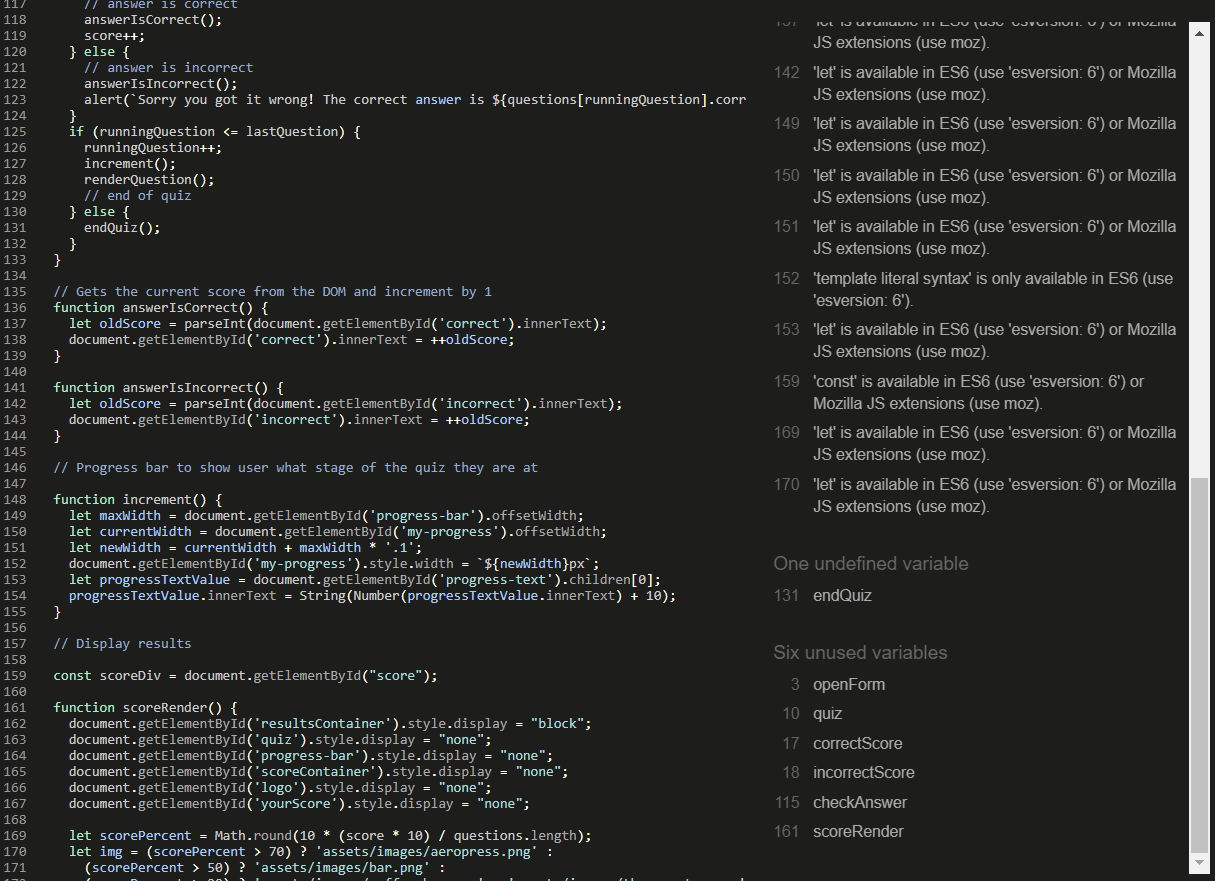 117 // answer is correct
118 answerIsCorrect();
119 score++;
120 } else {
121 // answer is incorrect
122 answerIsIncorrect();
123 alert(`Sorry you got it wrong! The correct answer is ${questions[runningQuestion].corr
124 }
125 if (runningQuestion <= lastQuestion) {
126 runningQuestion++;
127 increment();
128 renderQuestion();
129 // end of quiz
130 } else {
131 endQuiz();
132 }
133 }
134
135 // Gets the current score from the DOM and increment by 1
136 function answerIsCorrect() {
137 let oldScore = parseInt(document.getElementById('correct').innerText);
138 document.getElementById('correct').innerText = ++oldScore;
139 }
140
141 function answerIsIncorrect() {
142 let oldScore = parseInt(document.getElementById('incorrect').innerText);
143 document.getElementById('incorrect').innerText = ++oldScore;
144 }
145
146 // Progress bar to show user what stage of the quiz they are at
147
148 function increment() {
149 let maxWidth = document.getElementById('progress-bar').offsetWidth;
150 let currentWidth = document.getElementById('my-progress').offsetWidth;
151 let newWidth = currentWidth + maxWidth * '.1';
152 document.getElementById('my-progress').style.width = `${newWidth}px`;
153 let progressTextValue = document.getElementById('progress-text').children[0];
154 progressTextValue.innerText = String(Number(progressTextValue.innerText) + 10);
155 }
156
157 // Display results
158
159 const scoreDiv = document.getElementById("score");
160
161 function scoreRender() {
162 document.getElementById('resultsContainer').style.display = "block";
163 document.getElementById('quiz').style.display = "none";
164 document.getElementById('progress-bar').style.display = "none";
165 document.getElementById('scoreContainer').style.display = "none";
166 document.getElementById('logo').style.display = "none";
167 document.getElementById('yourScore').style.display = "none";
168
169 let scorePercent = Math.round(10 * (score * 10) / questions.length);
170 let img = (scorePercent > 70) ? 'assets/images/aeropress.png' :
171 (scorePercent > 50) ? 'assets/images/bar.png' :
137 'let' is available in ES6 (use 'esversion: 6') or Mozilla
JS extensions (use moz).
142 'let' is available in ES6 (use 'esversion: 6') or Mozilla
JS extensions (use moz).
149 'let' is available in ES6 (use 'esversion: 6') or Mozilla
JS extensions (use moz).
150 'let' is available in ES6 (use 'esversion: 6') or Mozilla
JS extensions (use moz).
151 'let' is available in ES6 (use 'esversion: 6') or Mozilla
JS extensions (use moz).
152 'template literal syntax' is only available in ES6 (use
'esversion: 6').
153 'let' is available in ES6 (use 'esversion: 6') or Mozilla
JS extensions (use moz).
159 'const' is available in ES6 (use 'esversion: 6') or
Mozilla JS extensions (use moz).
169 'let' is available in ES6 (use 'esversion: 6') or Mozilla
JS extensions (use moz).
170 'let' is available in ES6 (use 'esversion: 6') or Mozilla
JS extensions (use moz).
One undefined variable
131 endQuiz
Six unused variables
3 openForm
10 quiz
17 correctScore
18 incorrectScore
115 checkAnswer
161 scoreRender